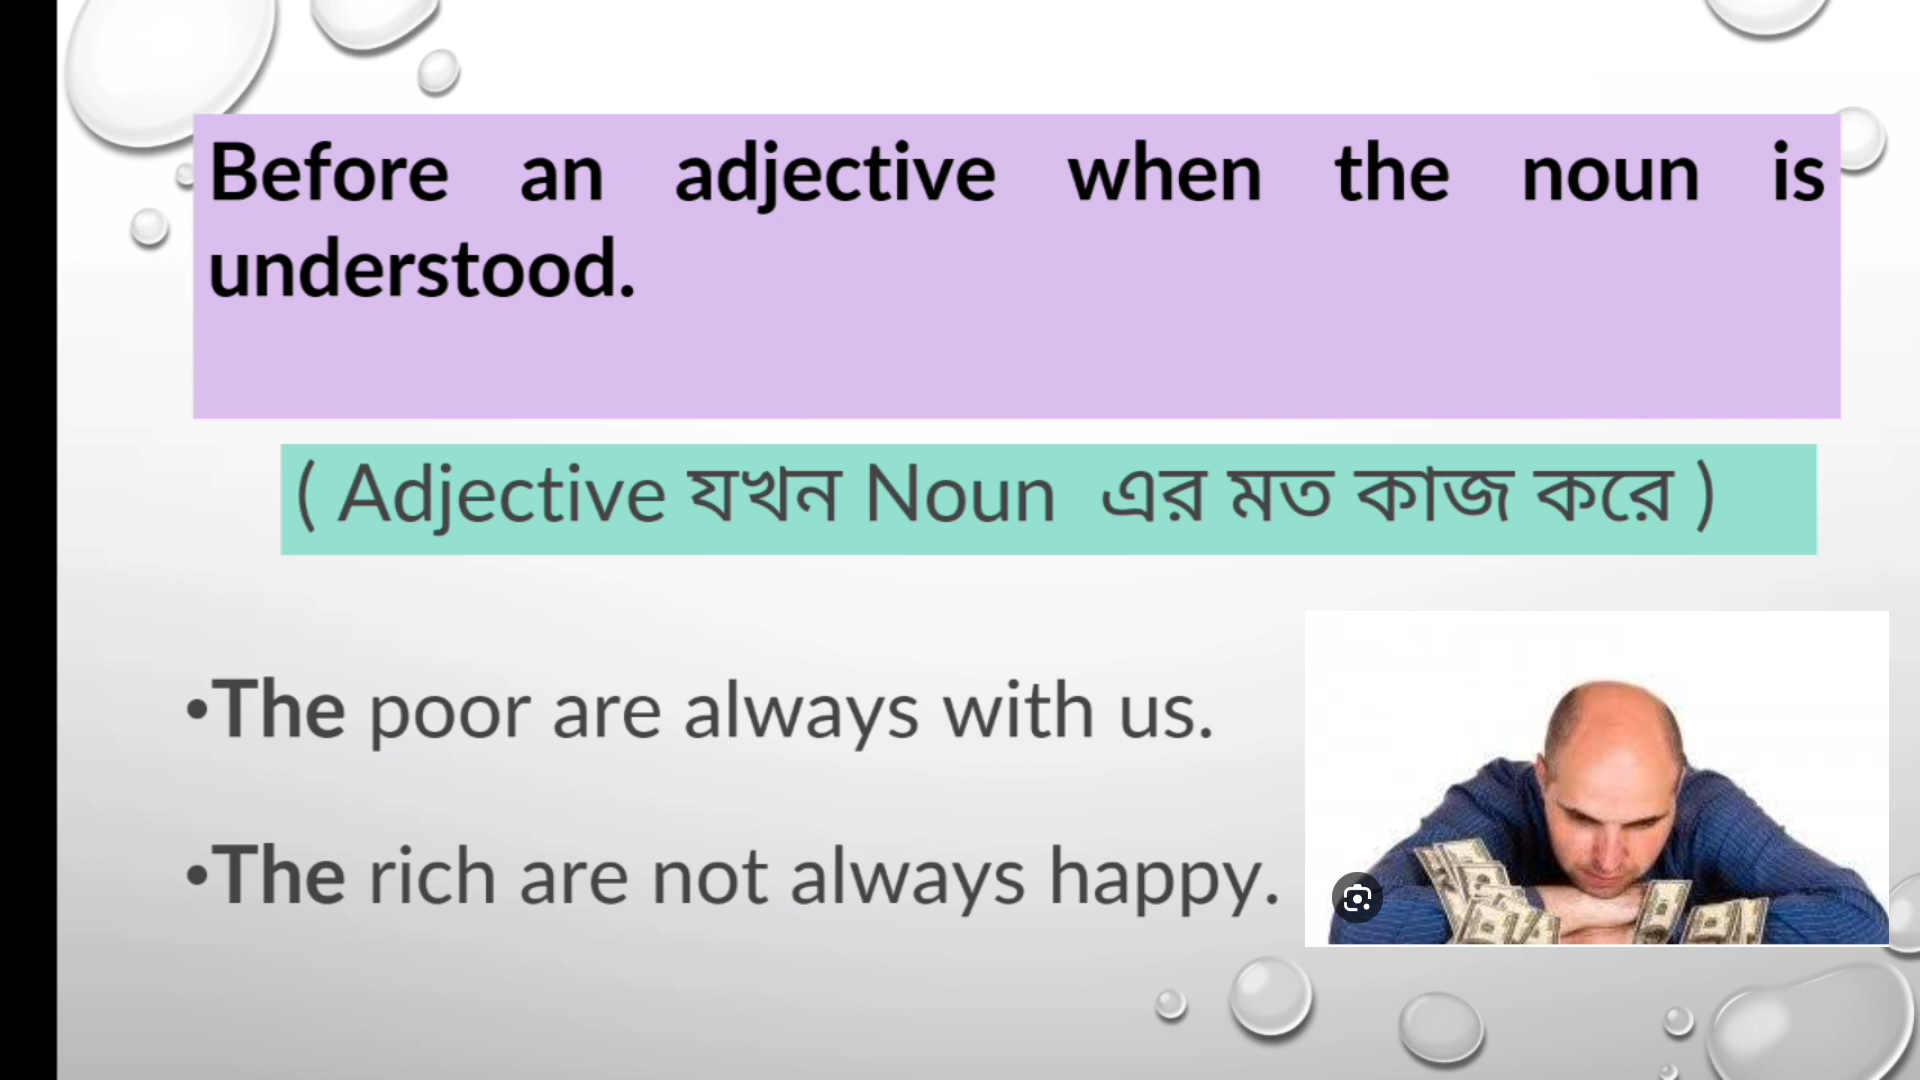 Before an adjective when the noun is
understood.
( Adjective যখন Noun এর মত কাজ করে )
•The poor are always with us.
•The rich are not always happy.